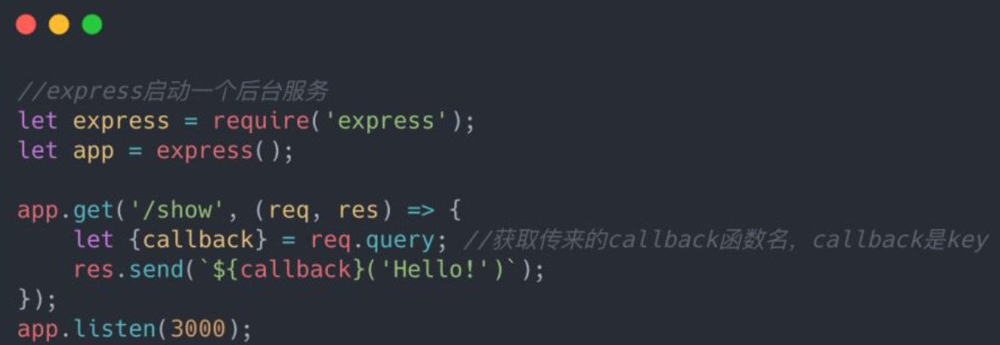 //express启动一个后台服务
let express = require('express');
let app = express();

app.get('/show', (req, res) => {
    let {callback} = req.query; //获取传来的callback函数名，callback是key
    res.send(`${callback}('Hello!')`);
});
app.listen(3000);